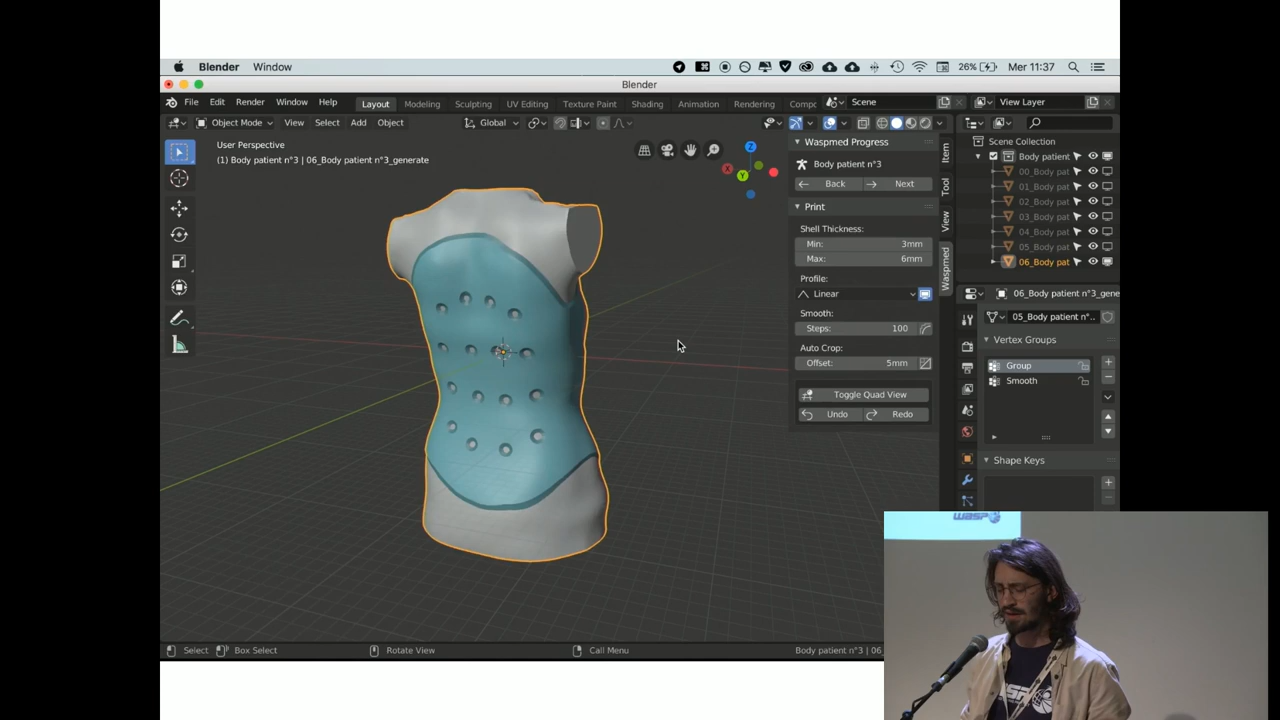 Blender Window 26% Mer 11:37
Blender
File Edit Render Window Help Layout Modeling Sculpting UV Editing Texture Paint Shading Animation Rendering Compc Scene View Layer
Object Mode View Select Add Object Global
User Perspective
(1) Body patient n°3 | 06_Body patient n°3_generate
X
Y
Z
Waspmed Progress
Body patient n°3
Back Next
Print
Shell Thickness:
Min: 3mm
Max: 6mm
Profile:
Linear
Smooth:
Steps: 100
Auto Crop:
Offset: 5mm
Toggle Quad View
Undo Redo
Item
Tool
View
Waspmed
Scene Collection
Body patient
00_Body pat
01_Body pat
02_Body pat
03_Body pat
04_Body pat
05_Body pat
06_Body pat
06_Body patient n°3_gene
05_Body patient n°..
Vertex Groups
Group
Smooth
Shape Keys
Select Box Select Rotate View Call Menu Body patient n°3 | 06_
WASP
WASP